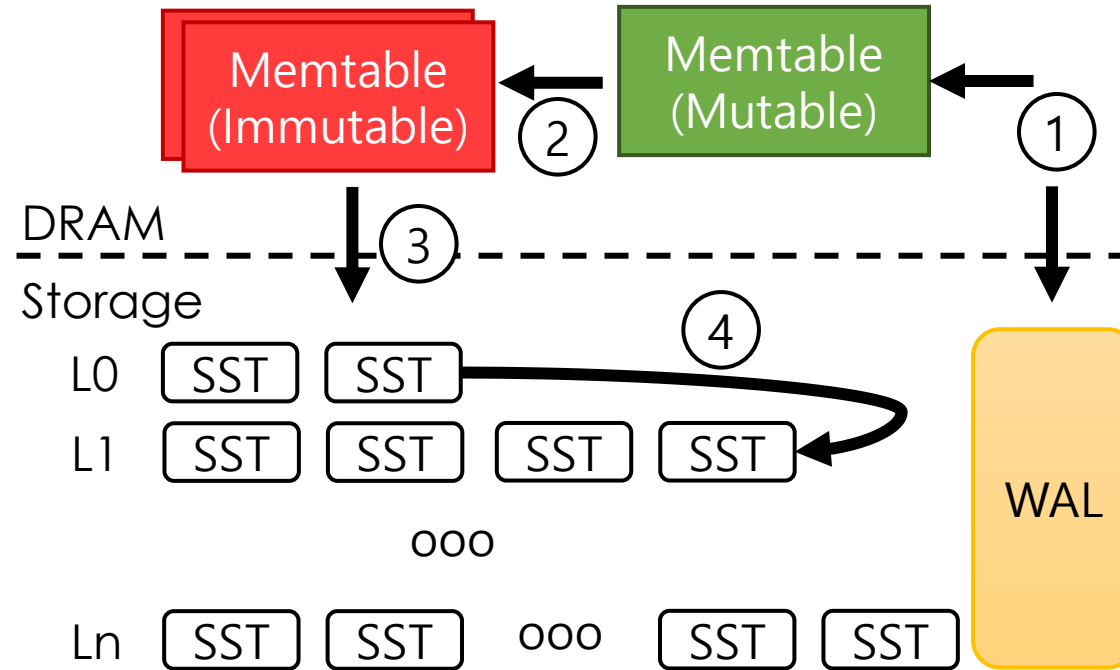 Memtable
(Immutable)
Memtable
(Mutable)
2
1
DRAM
3
Storage
4
L0 SST SST
L1 SST SST SST SST
WAL
ooo
Ln SST SST ooo SST SST